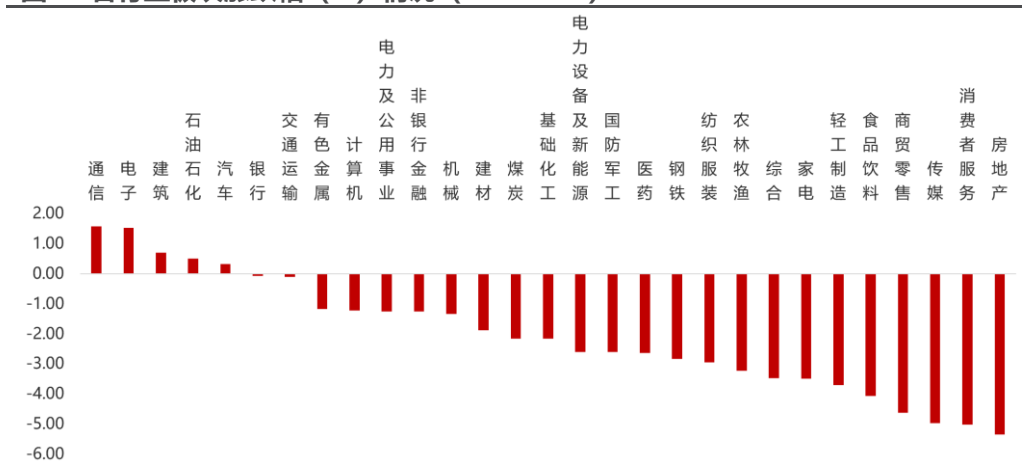 通信
电子
建筑
石油石化
汽车
银行
交通运输
有色金属
计算机
电力及公用事业
非银行金融
机械
建材
煤炭
基础化工
电力设备及新能源
国防军工
医药
钢铁
纺织服装
农林牧渔
综合
家电
轻工制造
食品饮料
商贸零售
传媒
消费者服务
房地产
2.00
1.00
0.00
-1.00
-2.00
-3.00
-4.00
-5.00
-6.00